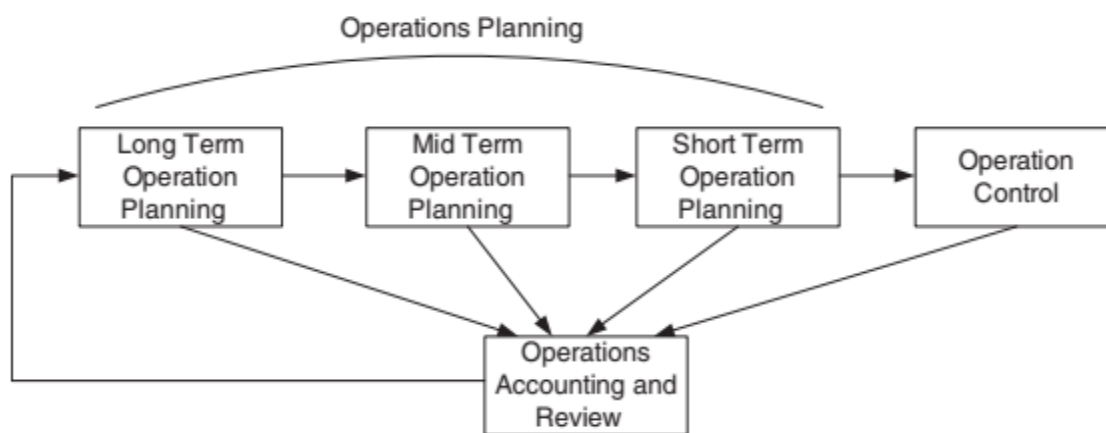 Operations Planning
Long Term
Operation
Planning
Mid Term
Operation
Planning
Short Term
Operation
Planning
Operation
Control
Operations
Accounting and
Review